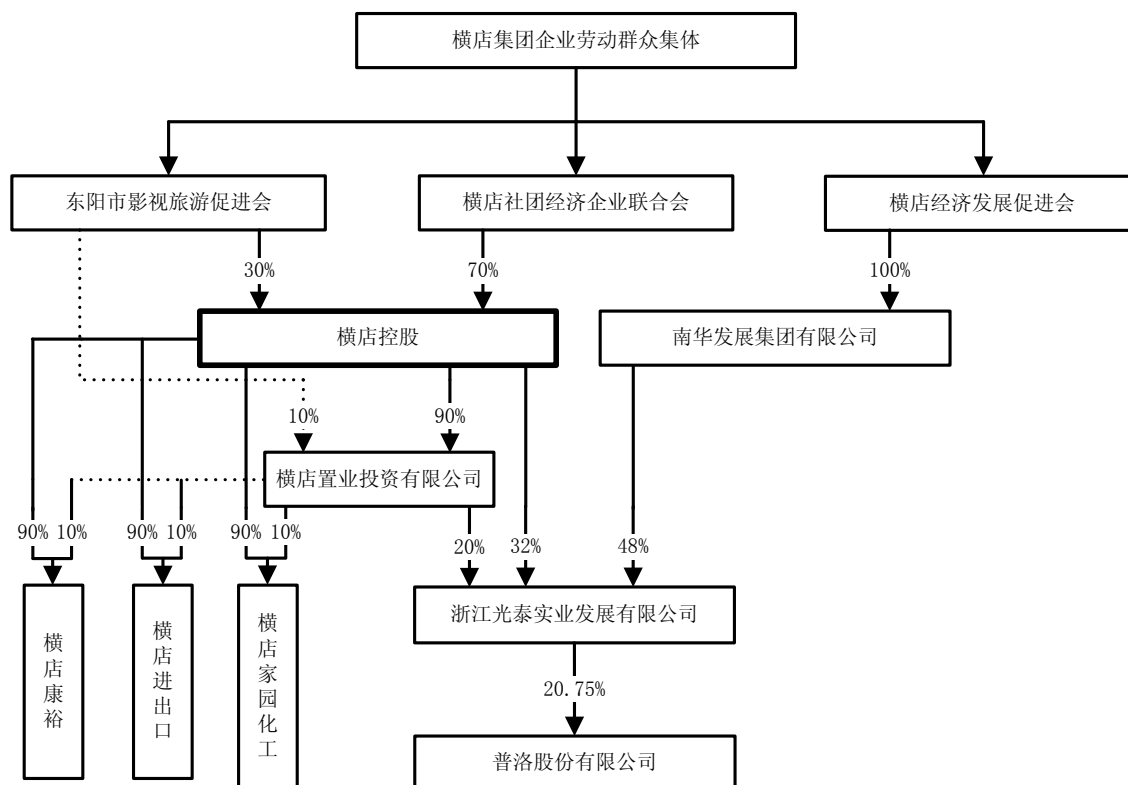 横店集团企业劳动群众集体
东阳市影视旅游促进会
横店社团经济企业联合会
横店经济发展促进会
30%
70%
100%
横店控股
南华发展集团有限公司
10%
90%
横店置业投资有限公司
90%
10%
90%
10%
90%
10%
20%
32%
48%
横店康裕
横店进出口
横店家园化工
浙江光泰实业发展有限公司
20.75%
普洛股份有限公司